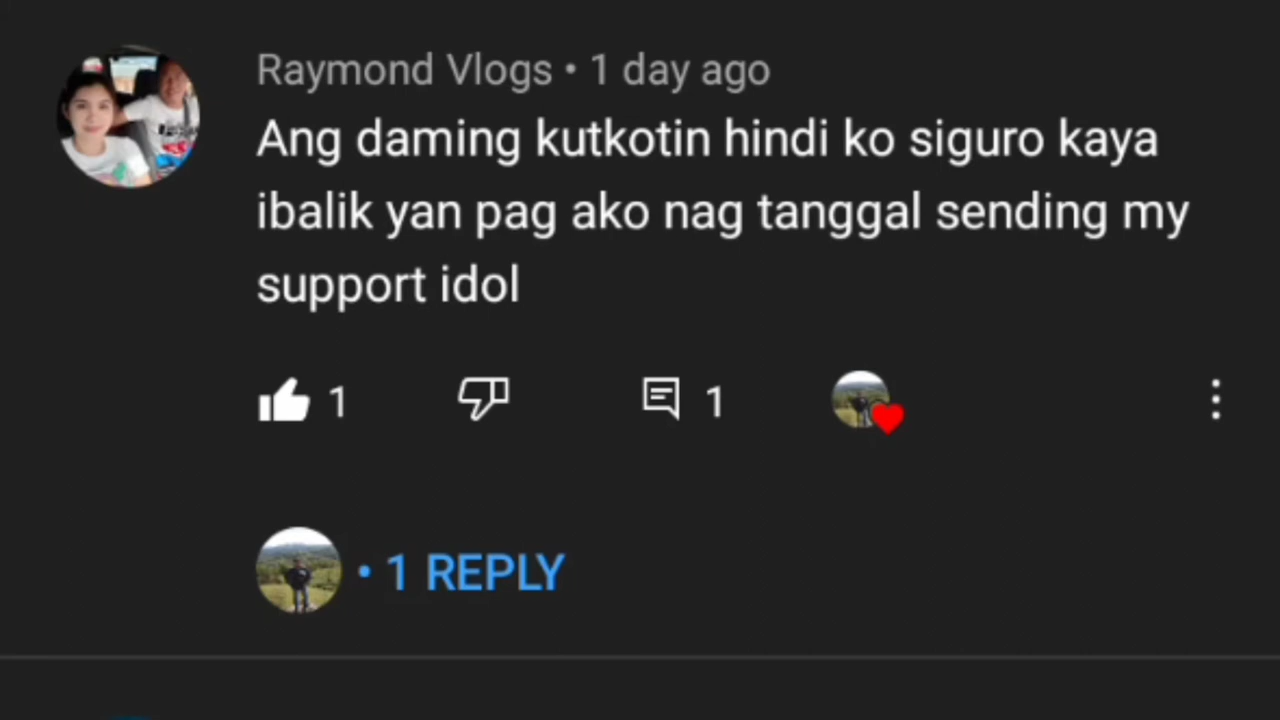 Raymond Vlogs • 1 day ago
Ang daming kutkotin hindi ko siguro kaya
ibalik yan pag ako nag tanggal sending my
support idol
1
1
• 1 REPLY